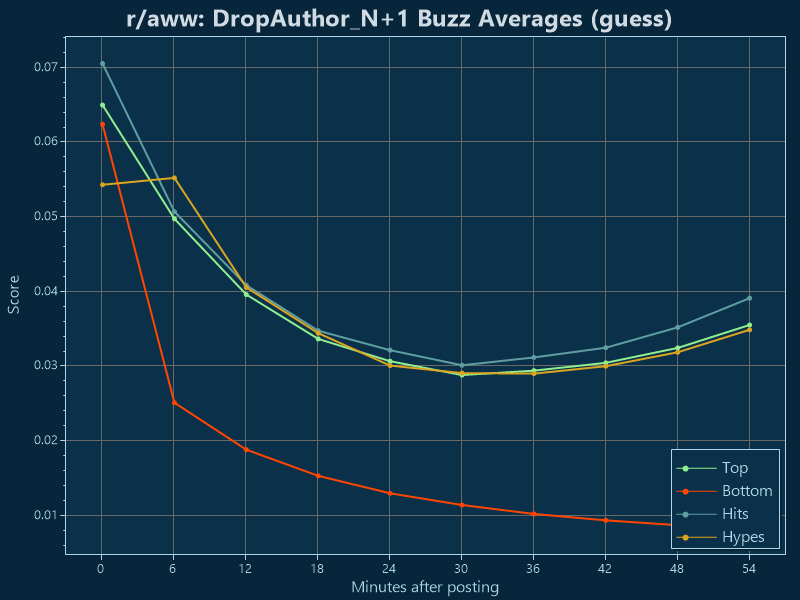 r/aww: DropAuthor_N+1 Buzz Averages (guess)
0.07
0.06
0.05
0.04
0.03
0.02
0.01
Score
0 6 12 18 24 30 36 42 48 54
Minutes after posting
Top
Bottom
Hits
Hypes